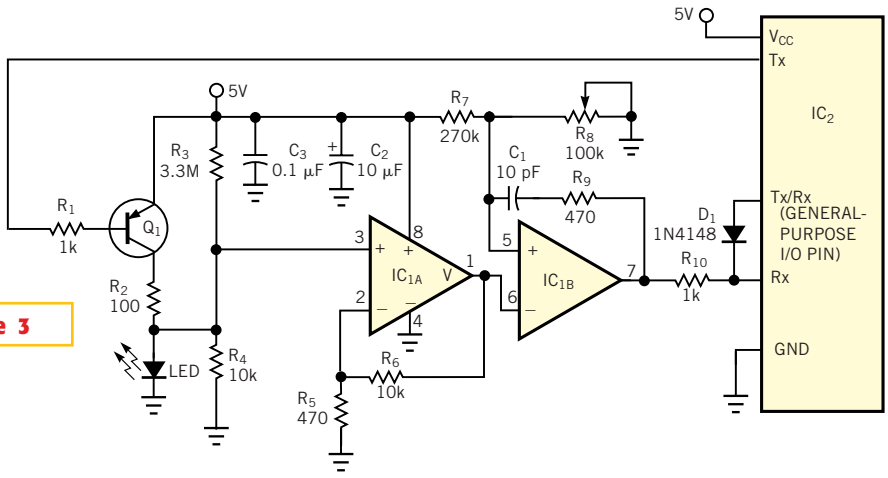 5V
VCC
Tx
IC2
5V
R7
270k
R8
100k
R3
3.3M
C3
0.1 µF
+
C2
10 µF
C1
10 pF
R9
470
R1
1k
Q1
Tx/Rx
(GENERAL-
PURPOSE
I/O PIN)
D1
1N4148
3
+
8
+
IC1A
V
1
2
–
–
4
5
+
IC1B
7
6
–
R10
1k
Rx
R2
100
e 3
LED
R4
10k
R6
10k
R5
470
GND